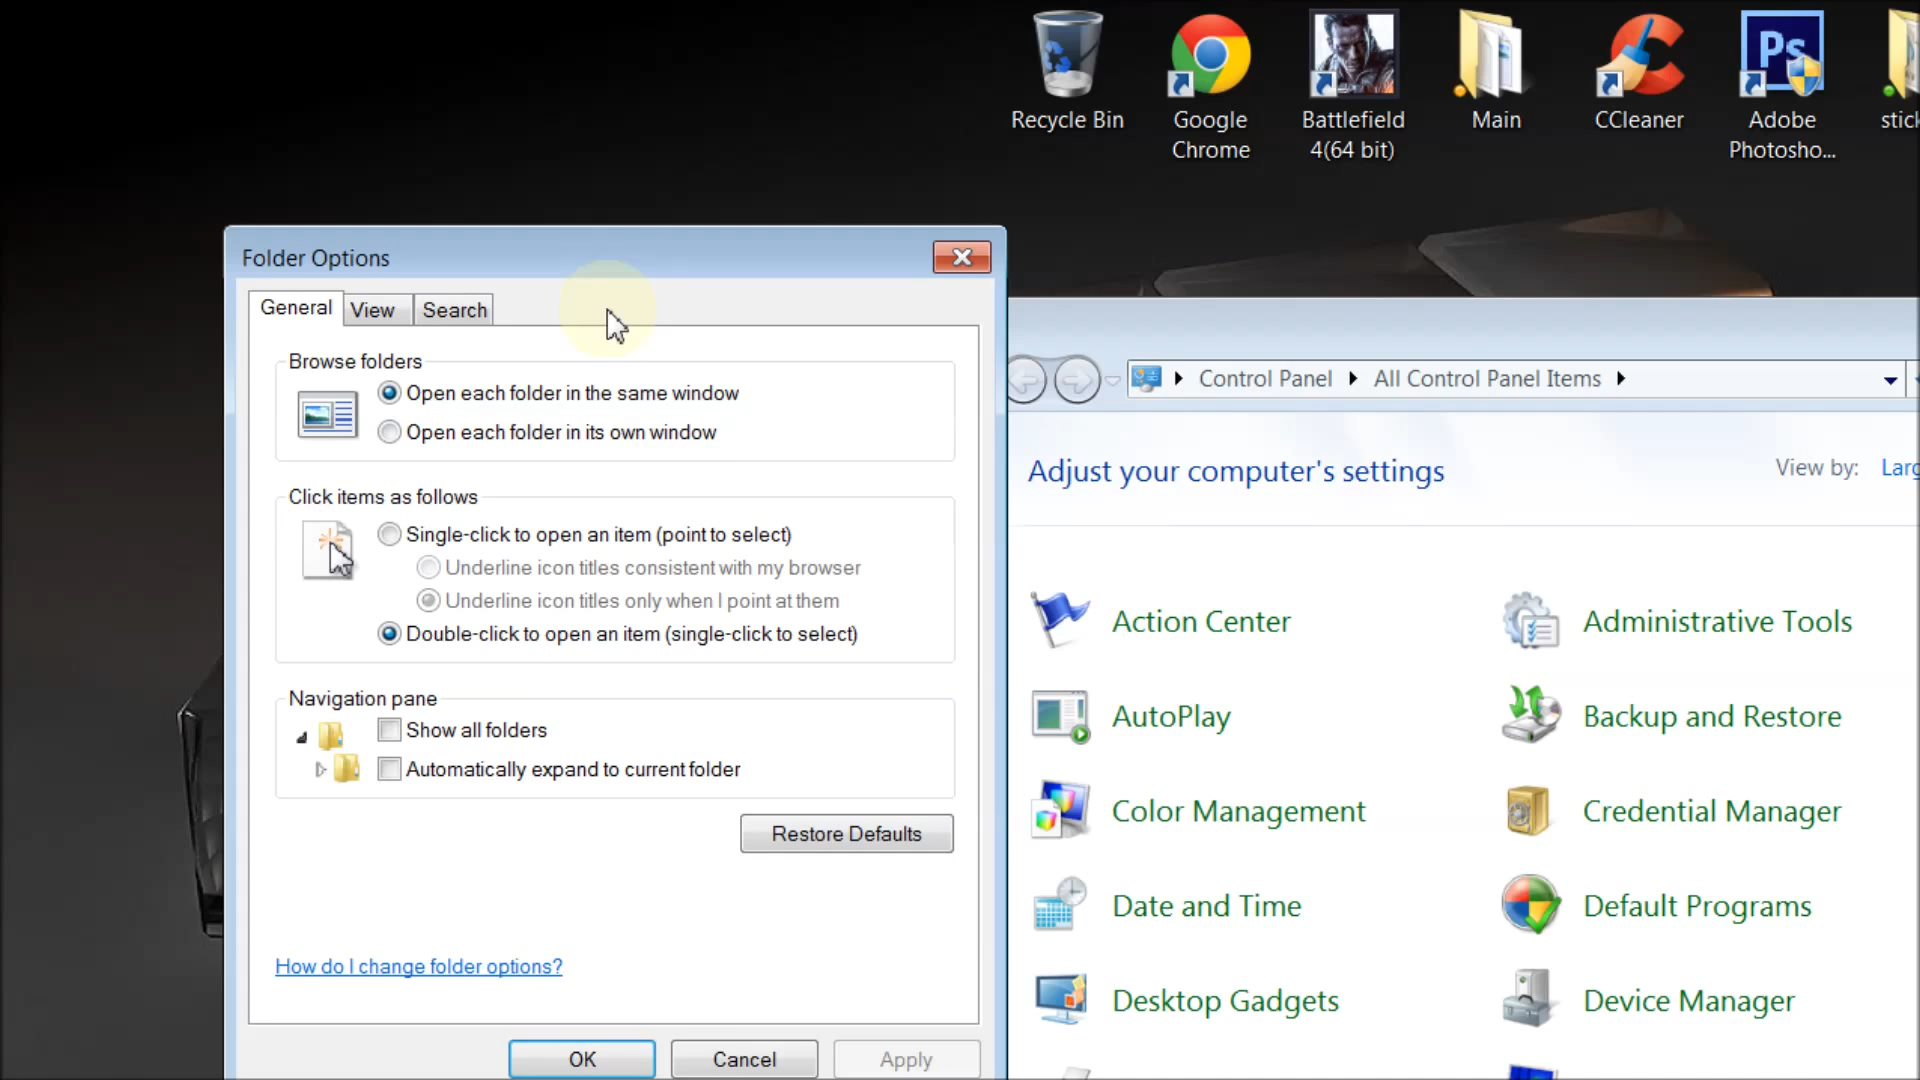 Recycle Bin
Google
Chrome
Battlefield
4(64 bit)
Main
CCleaner
Ps
Adobe
Photosho...
stick
Folder Options
General
View
Search
Browse folders
Open each folder in the same window
Open each folder in its own window
Click items as follows
Single-click to open an item (point to select)
Underline icon titles consistent with my browser
Underline icon titles only when I point at them
Double-click to open an item (single-click to select)
Navigation pane
Show all folders
Automatically expand to current folder
Restore Defaults
How do I change folder options?
OK
Cancel
Apply
Control Panel
All Control Panel Items
Adjust your computer's settings
View by:
Larg
Action Center
Administrative Tools
AutoPlay
Backup and Restore
Color Management
Credential Manager
Date and Time
Default Programs
Desktop Gadgets
Device Manager